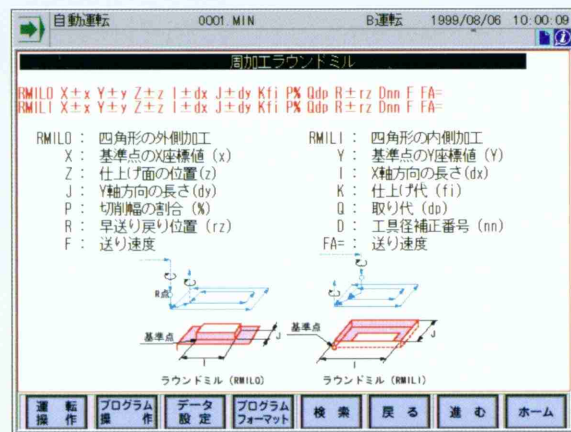 自動運転 0001.MIN B運転 1999/08/06 10:00:09
周加工ラウンドミル
RMILO X±x Y±y Z±z I±dx J±dy Kfi P% Qdp R±rz Dnn F FA=
RMILI X±x Y±y Z±z I±dx J±dy Kfi P% Qdp R±rz Dnn F FA=
RMILO : 四角形の外側加工 RMILI : 四角形の内側加工
X : 基準点のX座標値 (x) Y : 基準点のY座標値 (Y)
Z : 仕上げ面の位置(z) I : X軸方向の長さ(dx)
J : Y軸方向の長さ(dy) K : 仕上げ代 (fi)
P : 切削幅の割合 (%) Q : 取り代 (dp)
R : 早送り戻り位置 (rz) D : 工具径補正番号 (nn)
F : 送り速度 FA= : 送り速度
R点
基準点 I J 基準点 I J
ラウンドミル (RMILO) ラウンドミル (RMILI)
運転操作 プログラム操作 データ設定 プログラムフォーマット 検索 戻る 進む ホーム